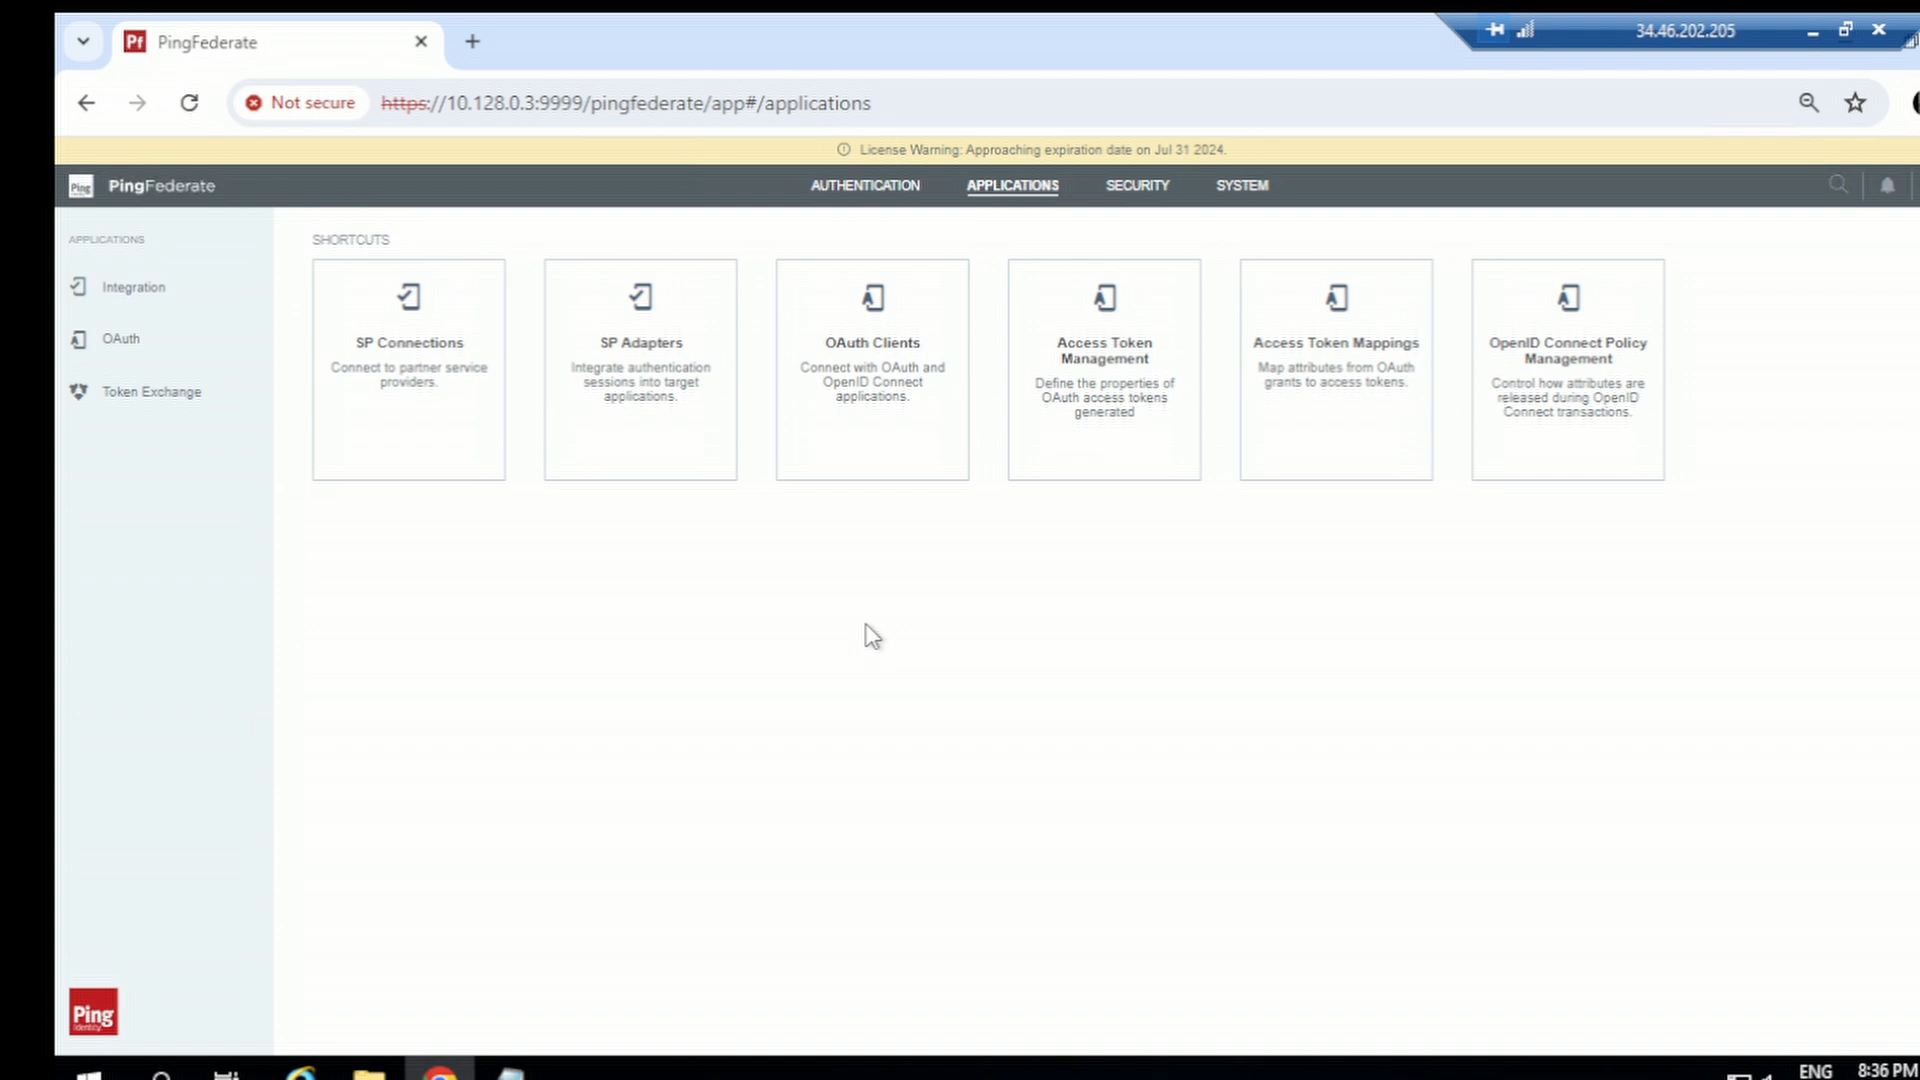 PingFederate
34.46.202.205
Not secure
https://10.128.0.3:9999/pingfederate/app#/applications
License Warning: Approaching expiration date on Jul 31 2024.
Ping
PingFederate
AUTHENTICATION
APPLICATIONS
SECURITY
SYSTEM
APPLICATIONS
Integration
OAuth
Token Exchange
SHORTCUTS
SP Connections
Connect to partner service
providers.
SP Adapters
Integrate authentication
sessions into target
applications.
OAuth Clients
Connect with OAuth and
OpenID Connect
applications.
Access Token
Management
Define the properties of
OAuth access tokens
generated
Access Token Mappings
Map attributes from OAuth
grants to access tokens.
OpenID Connect Policy
Management
Control how attributes are
released during OpenID
Connect transactions.
Ping
Identity
ENG
8:36 PM